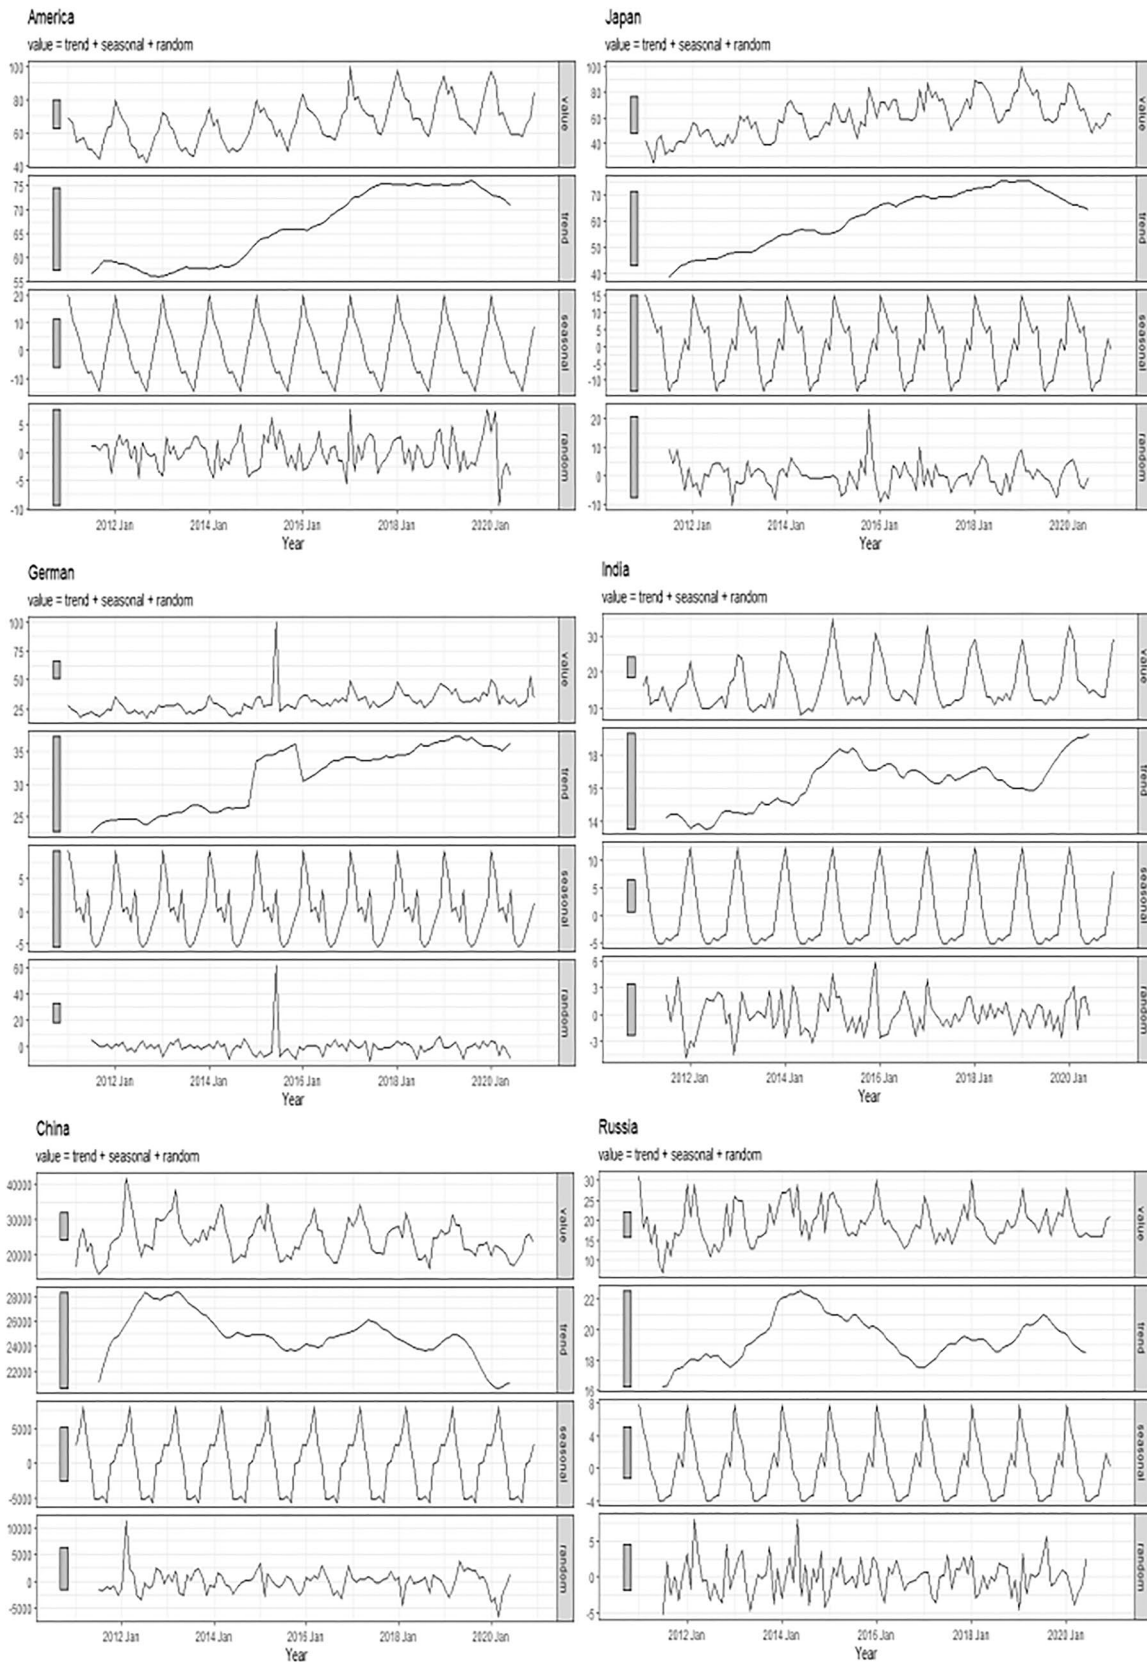 America
value = trend + seasonal + random
100
80
60
40
value
75
70
65
60
55
trend
20
10
0
-10
seasonal
5
0
-5
-10
random
2012 Jan 2014 Jan 2016 Jan 2018 Jan 2020 Jan
Year
Japan
value = trend + seasonal + random
100
80
60
40
value
70
60
50
40
trend
15
10
5
0
-5
-10
seasonal
20
10
0
-10
random
2012 Jan 2014 Jan 2016 Jan 2018 Jan 2020 Jan
Year
German
value = trend + seasonal + random
100
75
50
25
value
35
30
25
trend
5
0
-5
seasonal
60
40
20
0
random
2012 Jan 2014 Jan 2016 Jan 2018 Jan 2020 Jan
Year
India
value = trend + seasonal + random
30
20
10
value
18
16
14
trend
10
5
0
-5
seasonal
6
3
0
-3
random
2012 Jan 2014 Jan 2016 Jan 2018 Jan 2020 Jan
Year
China
value = trend + seasonal + random
40000
30000
20000
value
28000
26000
24000
22000
trend
5000
0
-5000
seasonal
10000
5000
0
-5000
random
2012 Jan 2014 Jan 2016 Jan 2018 Jan 2020 Jan
Year
Russia
value = trend + seasonal + random
30
25
20
15
10
value
22
20
18
16
trend
8
4
0
-4
seasonal
5
0
-5
random
2012 Jan 2014 Jan 2016 Jan 2018 Jan 2020 Jan
Year